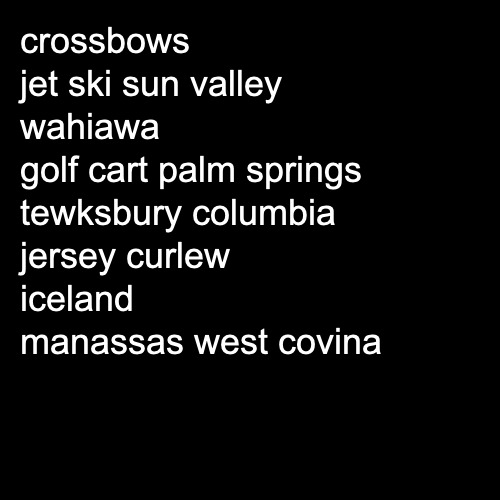 crossbows
jet ski sun valley
wahiawa
golf cart palm springs
tewksbury columbia
jersey curlew
iceland
manassas west covina